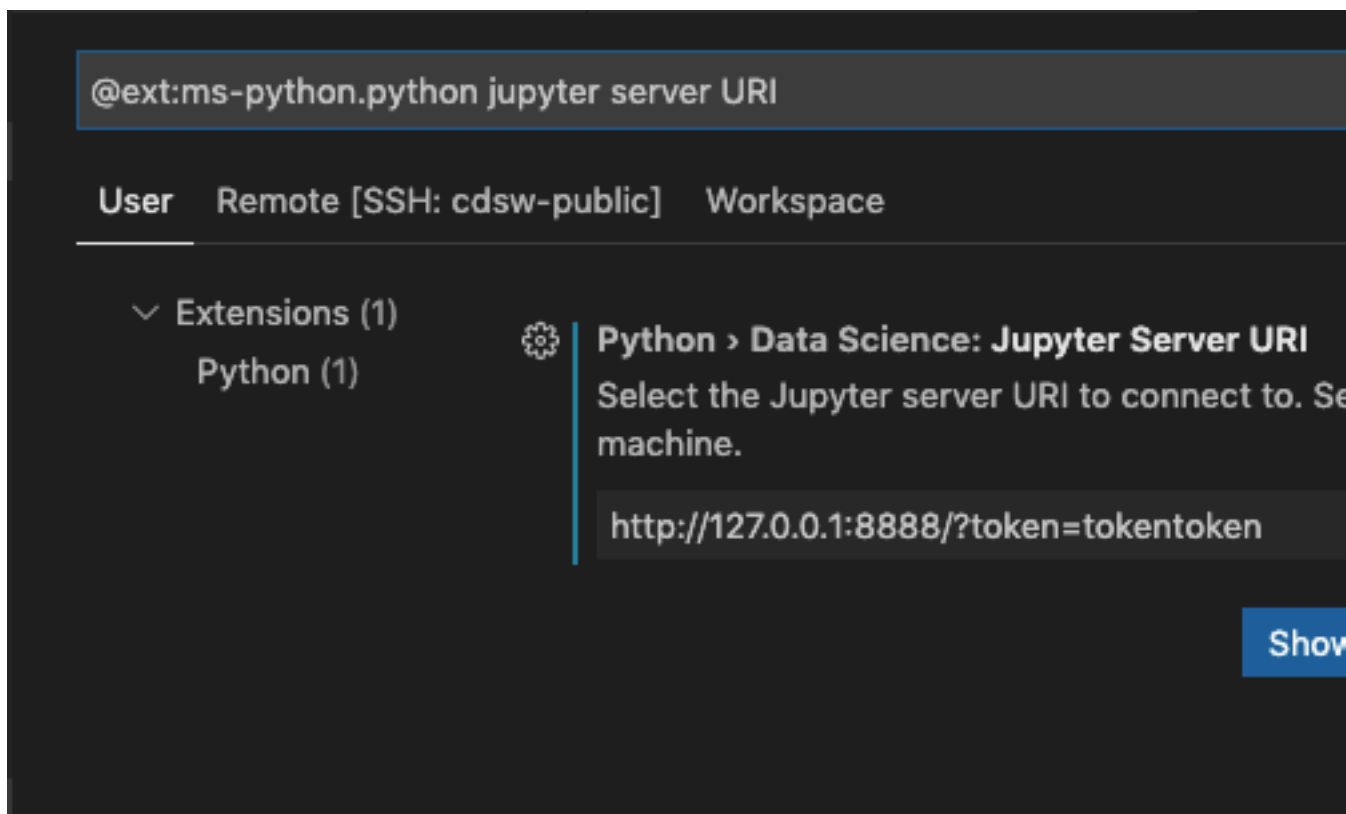 @ext:ms-python.python jupyter server URI
User Remote [SSH: cdsw-public] Workspace
Extensions (1)
Python (1)
Python › Data Science: Jupyter Server URI
Select the Jupyter server URI to connect to.
machine.
http://127.0.0.1:8888/?token=tokentoken
Show